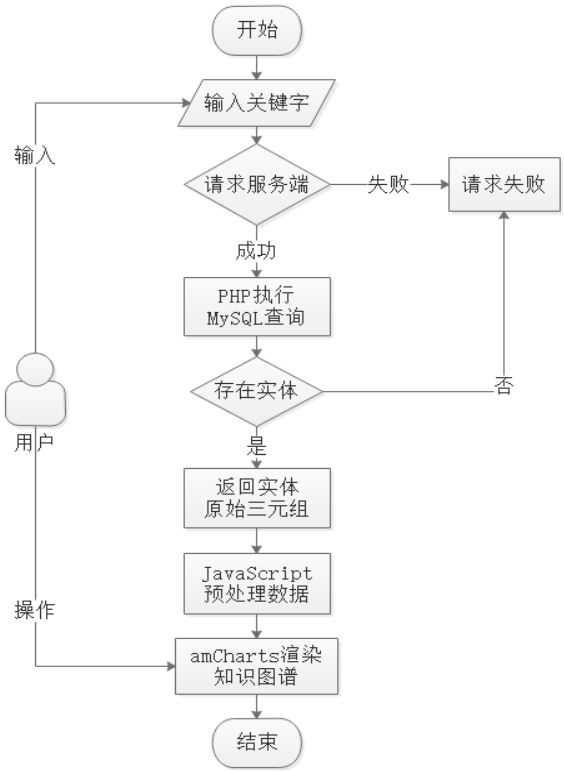 开始
输入关键字
输入
请求服务端
失败
请求失败
成功
PHP执行
MySQL查询
存在实体
否
用户
是
返回实体
原始三元组
JavaScript
预处理数据
操作
amCharts渲染
知识图谱
结束